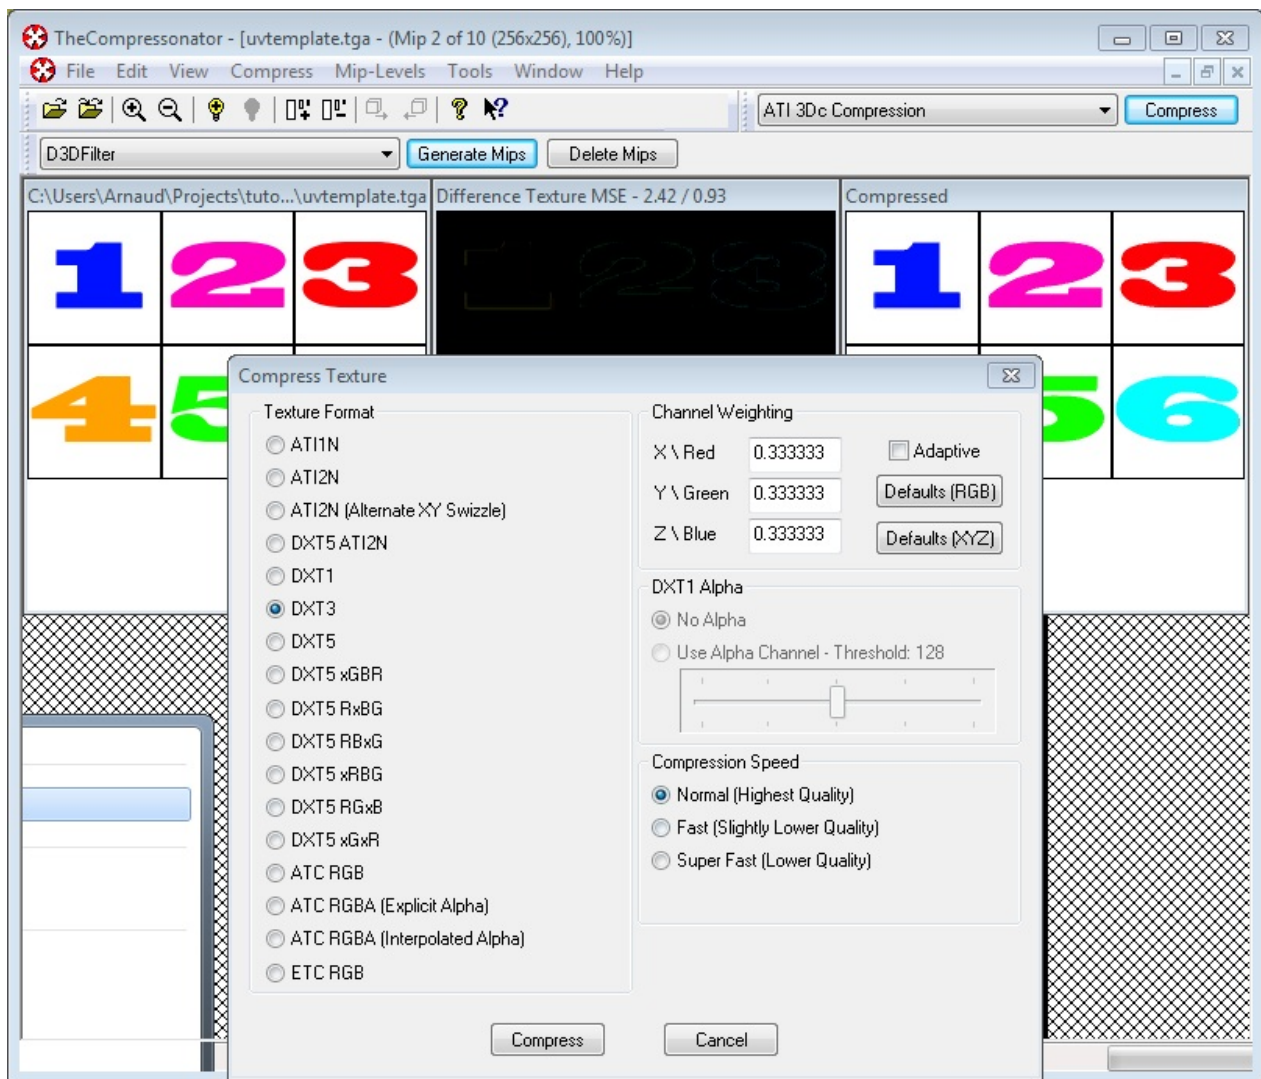 TheCompressonator - [uvtemplate.tga - (Mip 2 of 10 (256x256), 100%)]
File Edit View Compress Mip-Levels Tools Window Help
ATI 3Dc Compression Compress
D3DFilter Generate Mips Delete Mips
C:\Users\Arnaud\Projects\tuto...\uvtemplate.tga Difference Texture MSE - 2.42 / 0.93 Compressed
1 2 3 1 2 3 1 2 3
4 5 5 6
Compress Texture
Texture Format
ATI1N
ATI2N
ATI2N (Alternate XY Swizzle)
DXT5 ATI2N
DXT1
DXT3
DXT5
DXT5 xGBR
DXT5 RxBG
DXT5 RBxG
DXT5 xRBG
DXT5 RGxB
DXT5 xGxR
ATC RGB
ATC RGBA (Explicit Alpha)
ATC RGBA (Interpolated Alpha)
ETC RGB
Channel Weighting
X \ Red 0.333333 Adaptive
Y \ Green 0.333333 Defaults (RGB)
Z \ Blue 0.333333 Defaults (XYZ)
DXT1 Alpha
No Alpha
Use Alpha Channel - Threshold: 128
Compression Speed
Normal (Highest Quality)
Fast (Slightly Lower Quality)
Super Fast (Lower Quality)
Compress Cancel